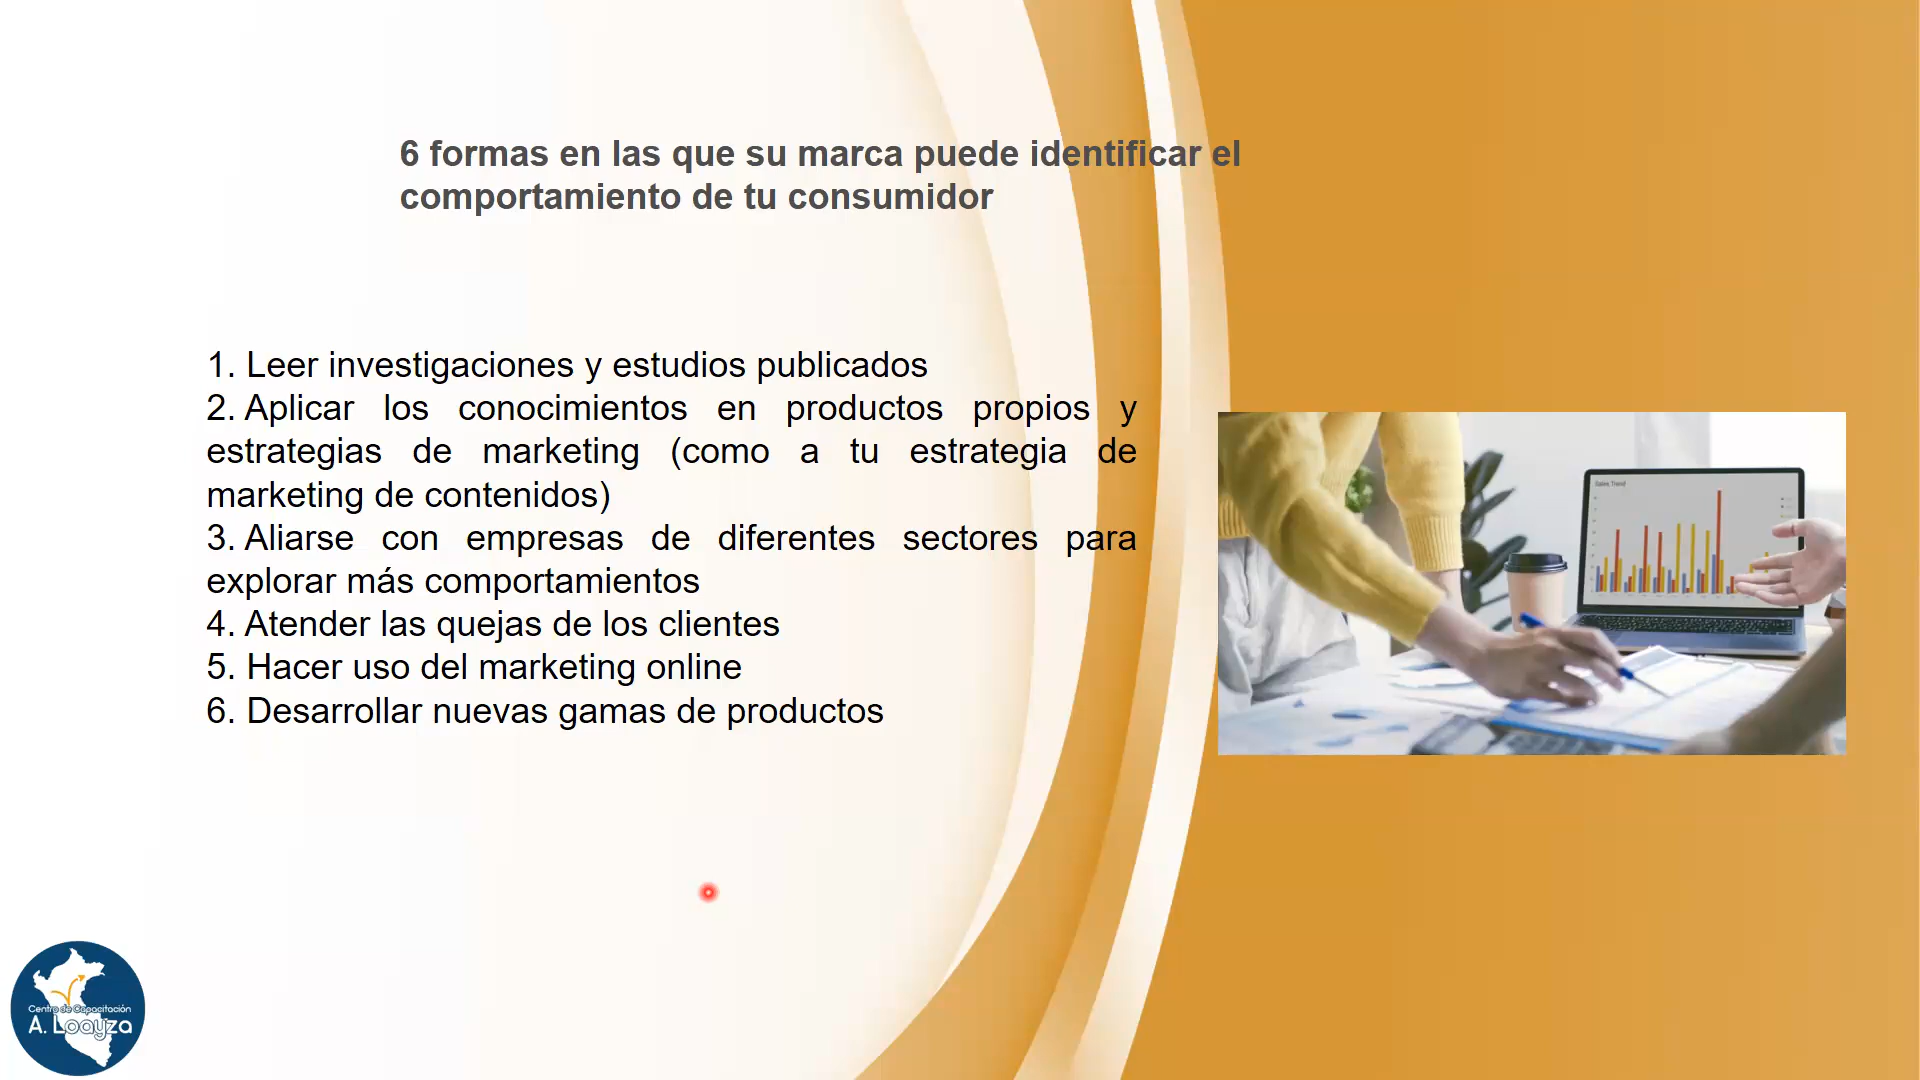 6 formas en las que su marca puede identificar el
comportamiento de tu consumidor
1. Leer investigaciones y estudios publicados
2. Aplicar los conocimientos en productos propios y
estrategias de marketing (como a tu estrategia de
marketing de contenidos)
3. Aliarse con empresas de diferentes sectores para
explorar más comportamientos
4. Atender las quejas de los clientes
5. Hacer uso del marketing online
6. Desarrollar nuevas gamas de productos
Sales Trend
Centro de Capacitación
A. Loayza